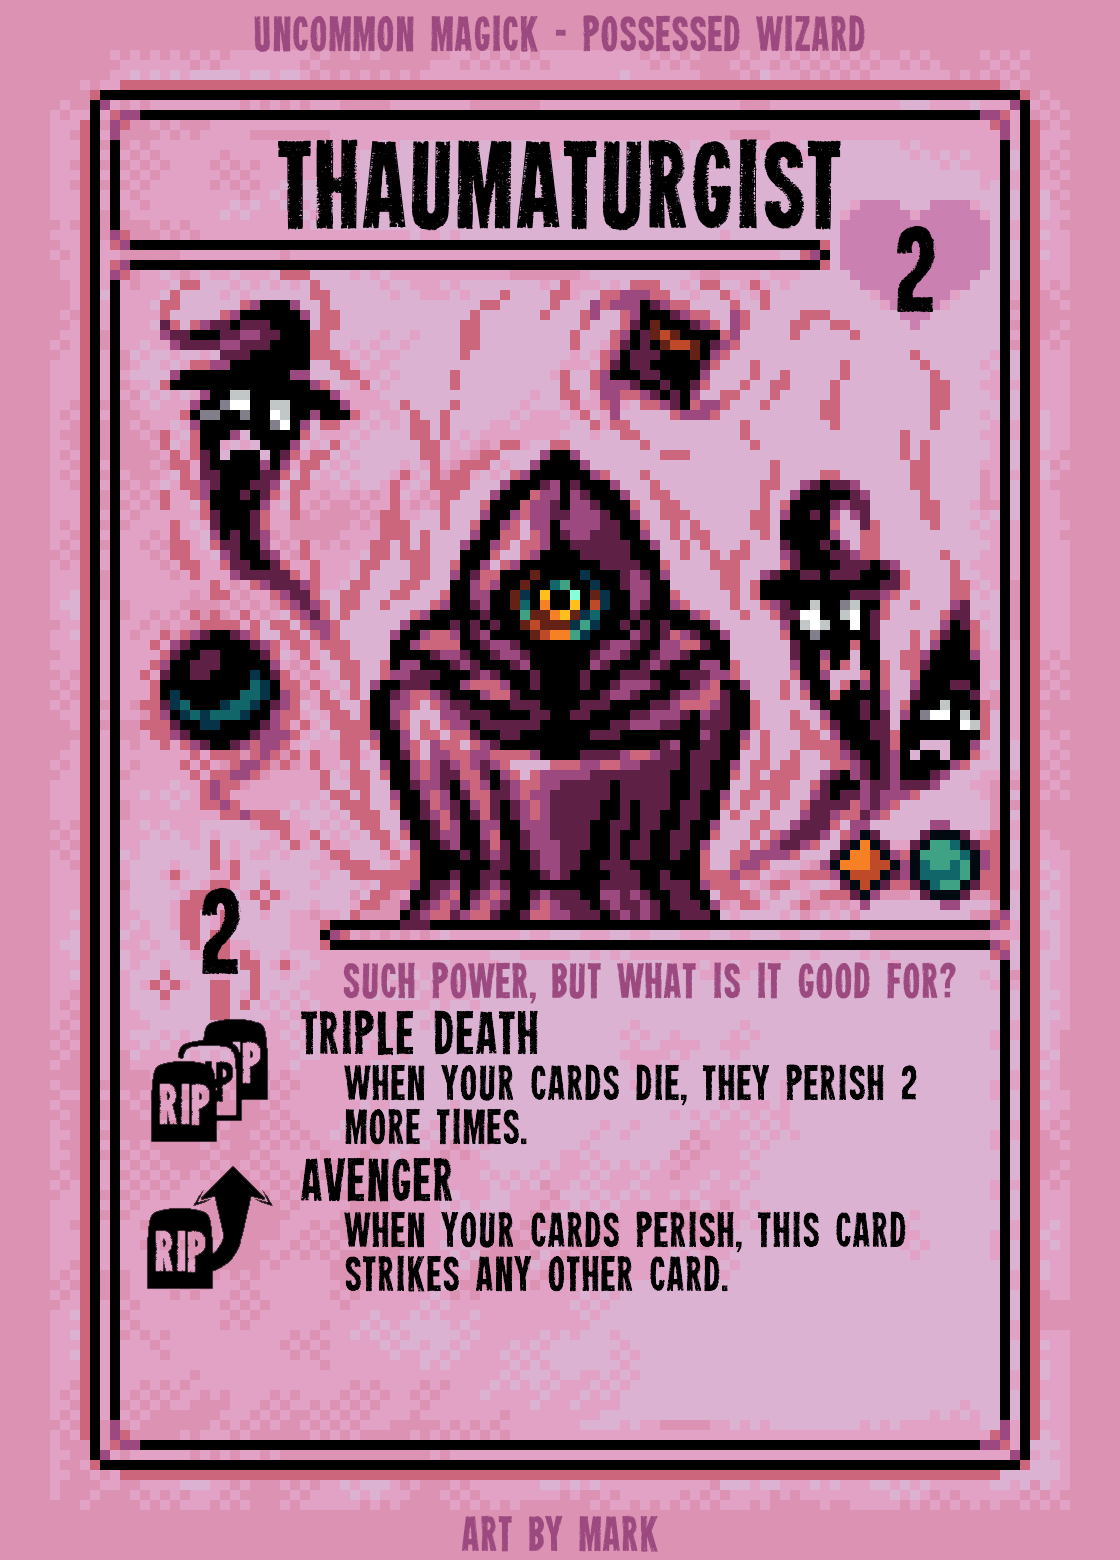 UNCOMMON MAGICK - POSSESSED WIZARD
THAUMATURGIST
2
2
SUCH POWER, BUT WHAT IS IT GOOD FOR?
TRIPLE DEATH
WHEN YOUR CARDS DIE, THEY PERISH 2
MORE TIMES.
RIP
AVENGER
WHEN YOUR CARDS PERISH, THIS CARD
STRIKES ANY OTHER CARD.
RIP
ART BY MARK